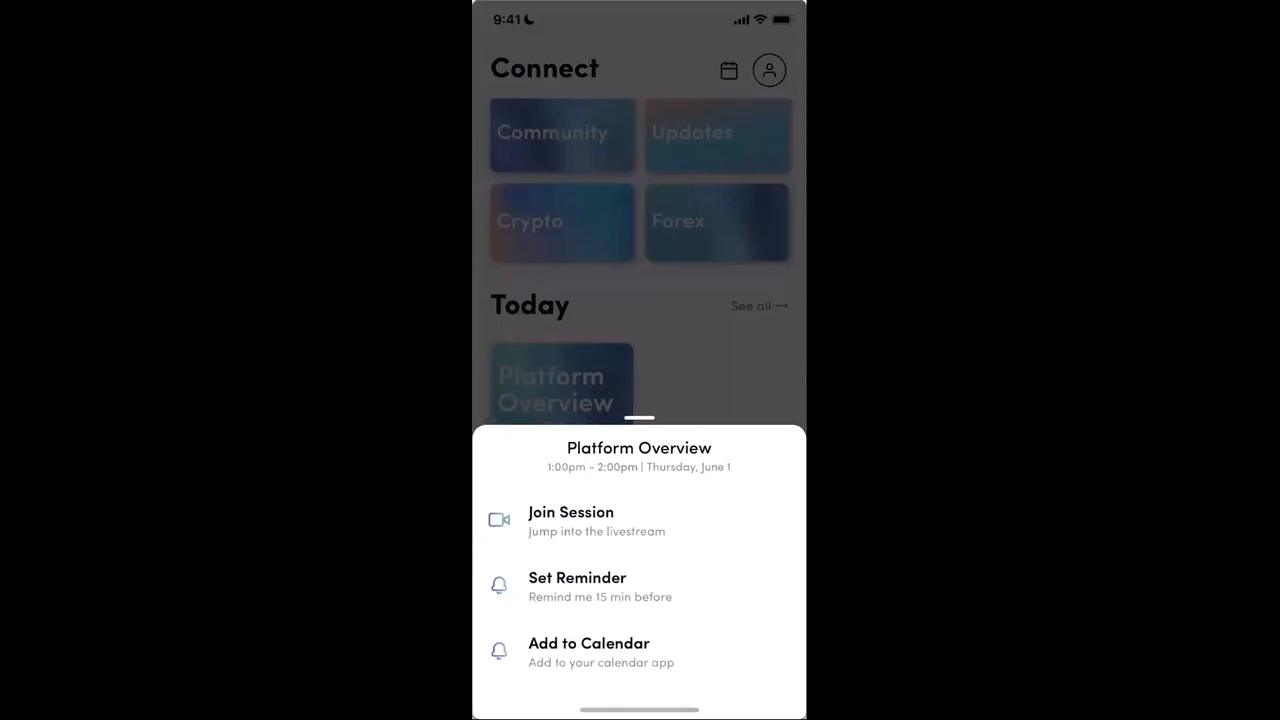 9:41
Connect
Community
Updates
Crypto
Forex
Today
See all →
Platform
Overview
Platform Overview
1:00pm - 2:00pm | Thursday, June 1
Join Session
Jump into the livestream
Set Reminder
Remind me 15 min before
Add to Calendar
Add to your calendar app